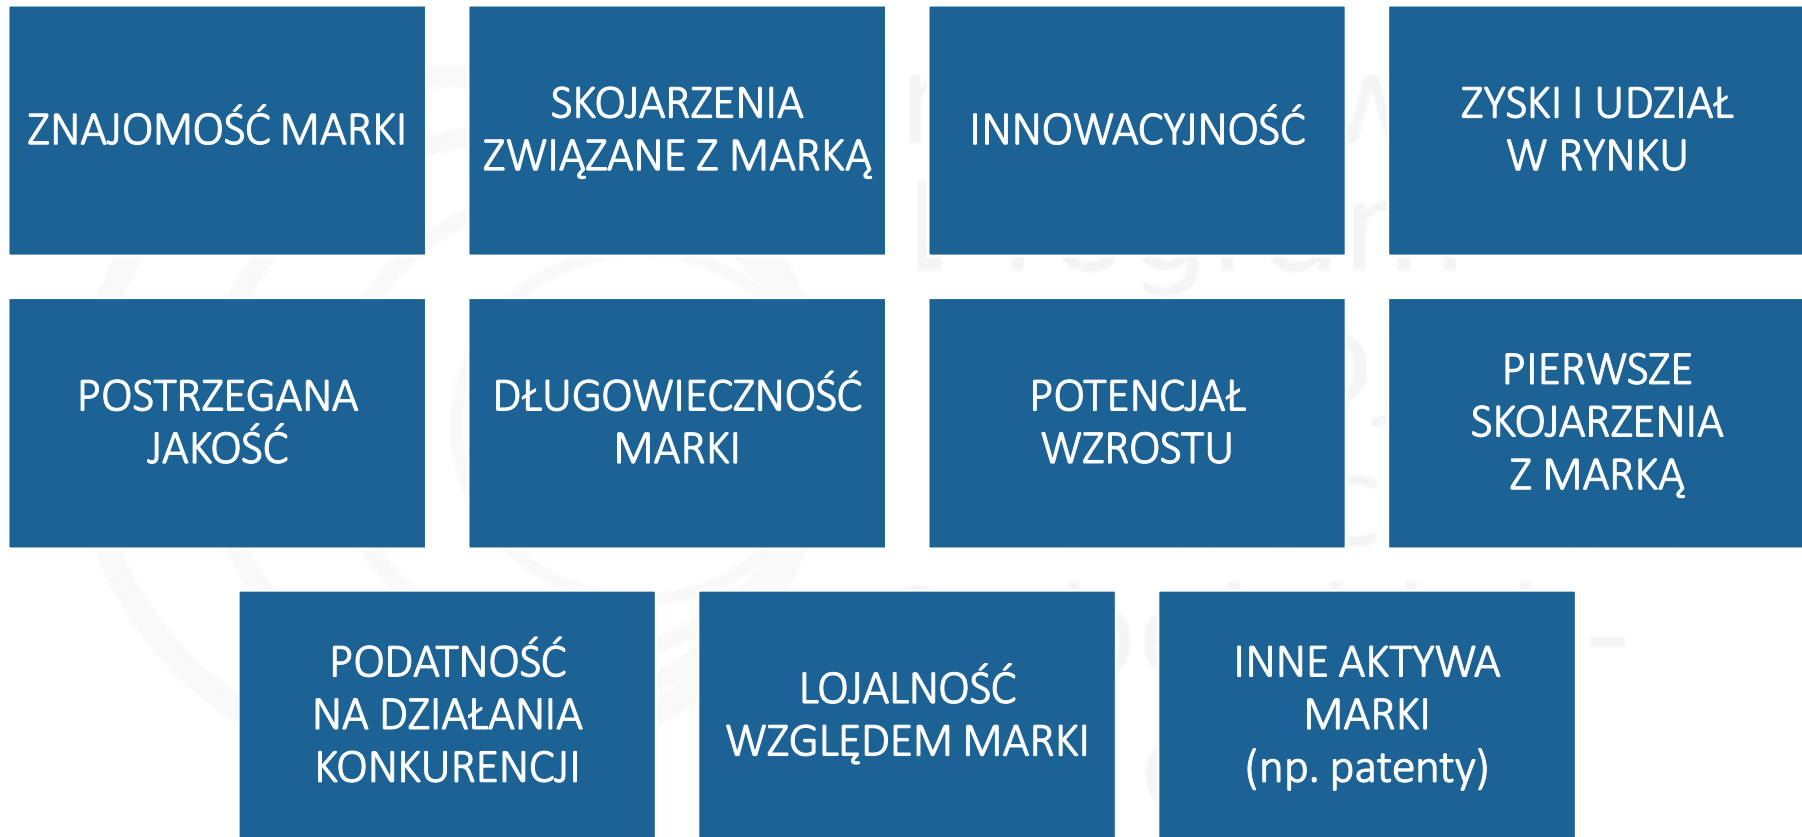 ZNAJOMOŚĆ MARKI
SKOJARZENIA
ZWIĄZANE Z MARKĄ
INNOWACYJNOŚĆ
ZYSKI I UDZIAŁ
W RYNKU
POSTRZEGANA
JAKOŚĆ
DŁUGOWIECZNOŚĆ
MARKI
POTENCJAŁ
WZROSTU
PIERWSZE
SKOJARZENIA
Z MARKĄ
PODATNOŚĆ
NA DZIAŁANIA
KONKURENCJI
LOJALNOŚĆ
WZGLĘDEM MARKI
INNE AKTYWA
MARKI
(np. patenty)